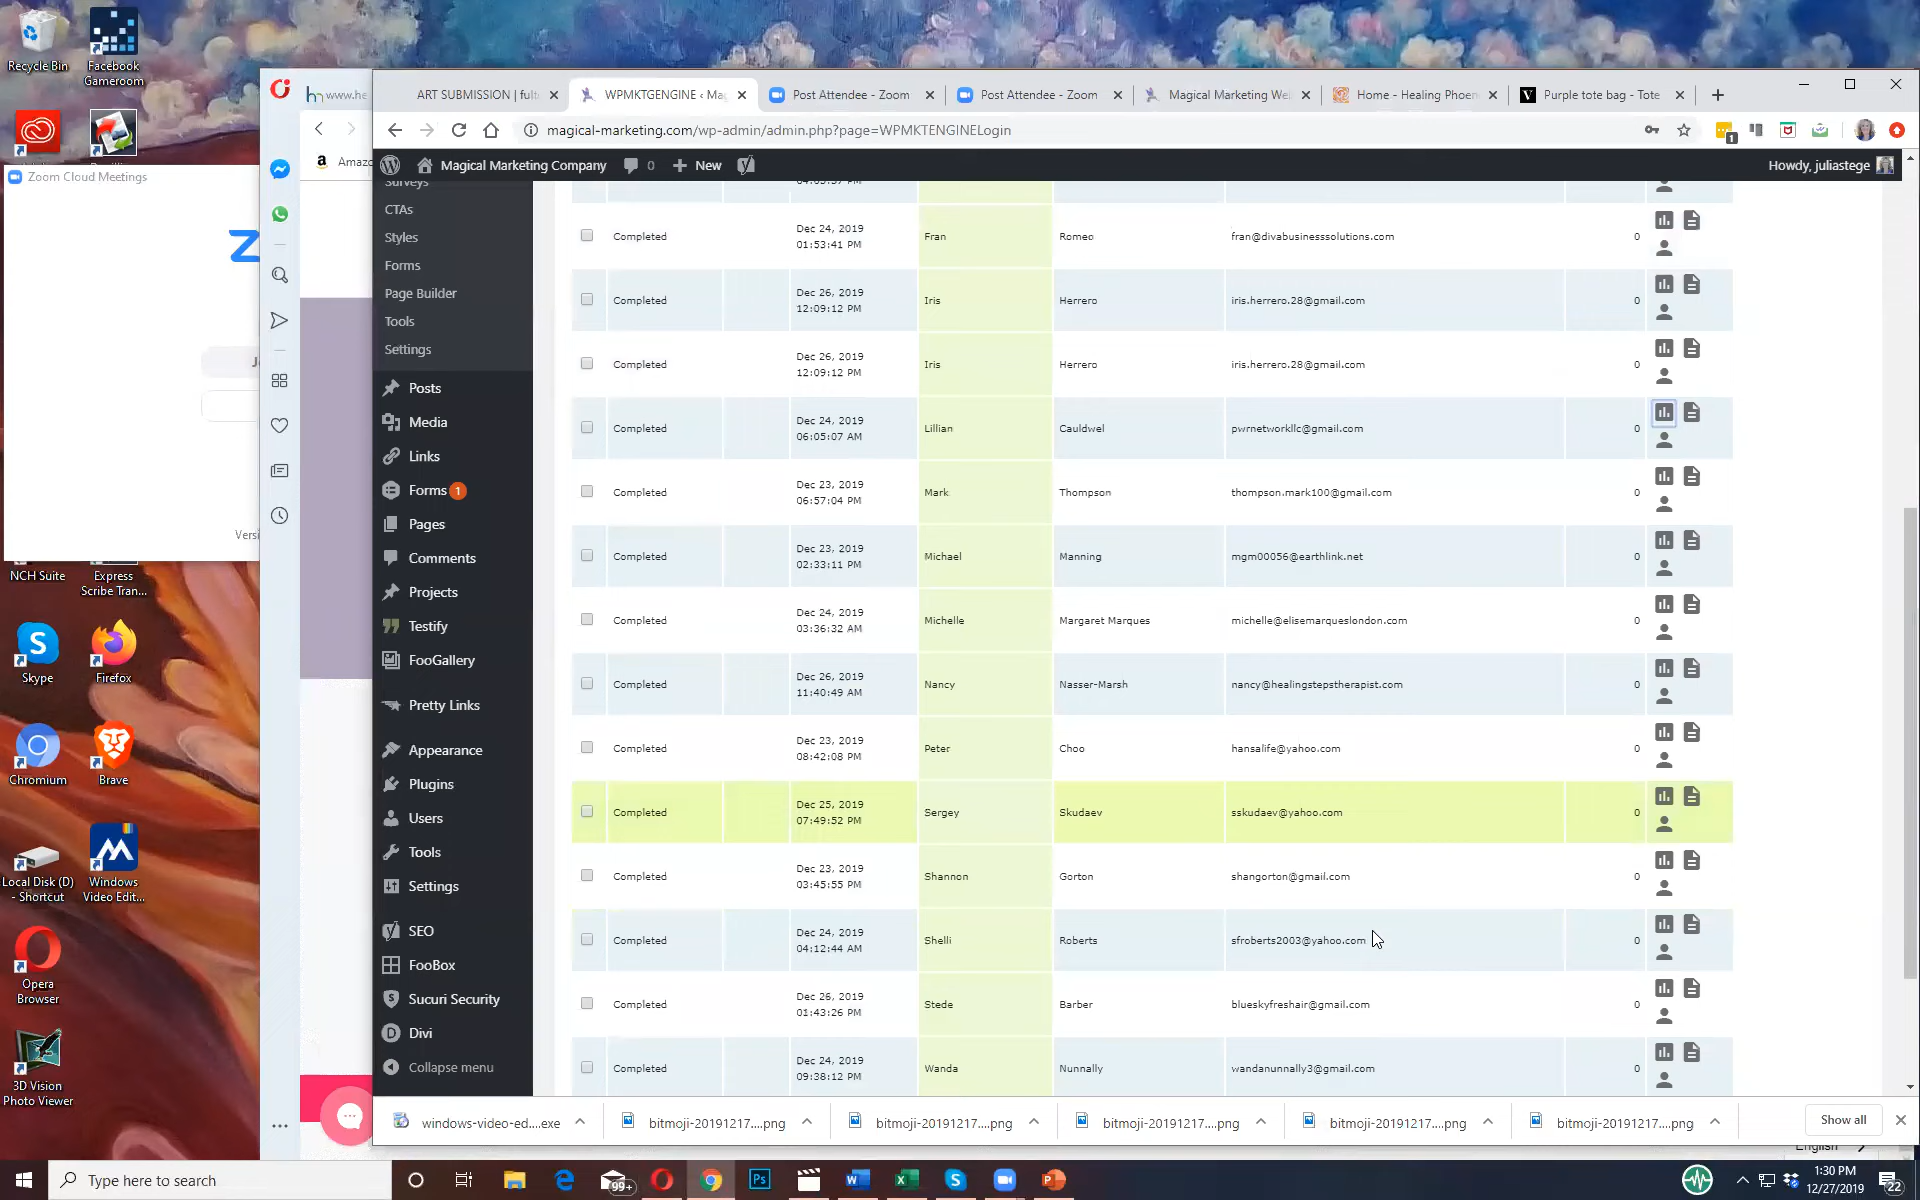 Recycle Bin
Facebook
Gameroom
Zoom Cloud Meetings
NCH Suite
Express
Scribe Tran...
Skype
Firefox
Chromium
Brave
Local Disk (D)
- Shortcut
Windows
Video Edit...
Opera
Browser
3D Vision
Photo Viewer
Versi
www.he
Amazo
ART SUBMISSION | fult
WPMKTGENGINE ‹ Mag
Post Attendee - Zoom
Post Attendee - Zoom
Magical Marketing We
Home - Healing Phoen
Purple tote bag - Tote
magical-marketing.com/wp-admin/admin.php?page=WPMKTENGINELogin
Magical Marketing Company
0
New
Howdy, juliastege
Surveys
CTAs
Styles
Forms
Page Builder
Tools
Settings
Posts
Media
Links
Forms 1
Pages
Comments
Projects
Testify
FooGallery
Pretty Links
Appearance
Plugins
Users
Tools
Settings
SEO
FooBox
Sucuri Security
Divi
Collapse menu
Completed Dec 24, 2019 01:53:41 PM Fran Romeo fran@divabusinesssolutions.com 0
Completed Dec 26, 2019 12:09:12 PM Iris Herrero iris.herrero.28@gmail.com 0
Completed Dec 26, 2019 12:09:12 PM Iris Herrero iris.herrero.28@gmail.com 0
Completed Dec 24, 2019 06:05:07 AM Lillian Cauldwel pwrnetworkllc@gmail.com 0
Completed Dec 23, 2019 06:57:04 PM Mark Thompson thompson.mark100@gmail.com 0
Completed Dec 23, 2019 02:33:11 PM Michael Manning mgm00056@earthlink.net 0
Completed Dec 24, 2019 03:36:32 AM Michelle Margaret Marques michelle@elisemarqueslondon.com 0
Completed Dec 26, 2019 11:40:49 AM Nancy Nasser-Marsh nancy@healingstepstherapist.com 0
Completed Dec 23, 2019 08:42:08 PM Peter Choo hansalife@yahoo.com 0
Completed Dec 25, 2019 07:49:52 PM Sergey Skudaev sskudaev@yahoo.com 0
Completed Dec 23, 2019 03:45:55 PM Shannon Gorton shangorton@gmail.com 0
Completed Dec 24, 2019 04:12:44 AM Shelli Roberts sfroberts2003@yahoo.com 0
Completed Dec 26, 2019 01:43:26 PM Stede Barber blueskyfreshair@gmail.com 0
Completed Dec 24, 2019 09:38:12 PM Wanda Nunnally wandanunnally3@gmail.com 0
windows-video-ed....exe
bitmoji-20191217....png
bitmoji-20191217....png
bitmoji-20191217....png
bitmoji-20191217....png
bitmoji-20191217....png
Show all
English
Type here to search
99+
1:30 PM
12/27/2019
22